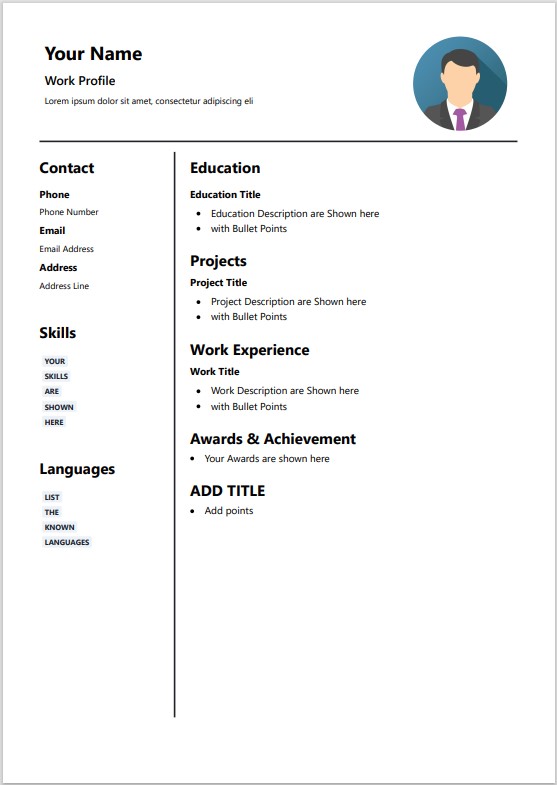 Your Name
Work Profile
Lorem ipsum dolor sit amet, consectetur adipiscing eli
Contact
Phone
Phone Number
Email
Email Address
Address
Address Line
Skills
YOUR
SKILLS
ARE
SHOWN
HERE
Languages
LIST
THE
KNOWN
LANGUAGES
Education
Education Title
• Education Description are Shown here
• with Bullet Points
Projects
Project Title
• Project Description are Shown here
• with Bullet Points
Work Experience
Work Title
• Work Description are Shown here
• with Bullet Points
Awards & Achievement
• Your Awards are shown here
ADD TITLE
• Add points